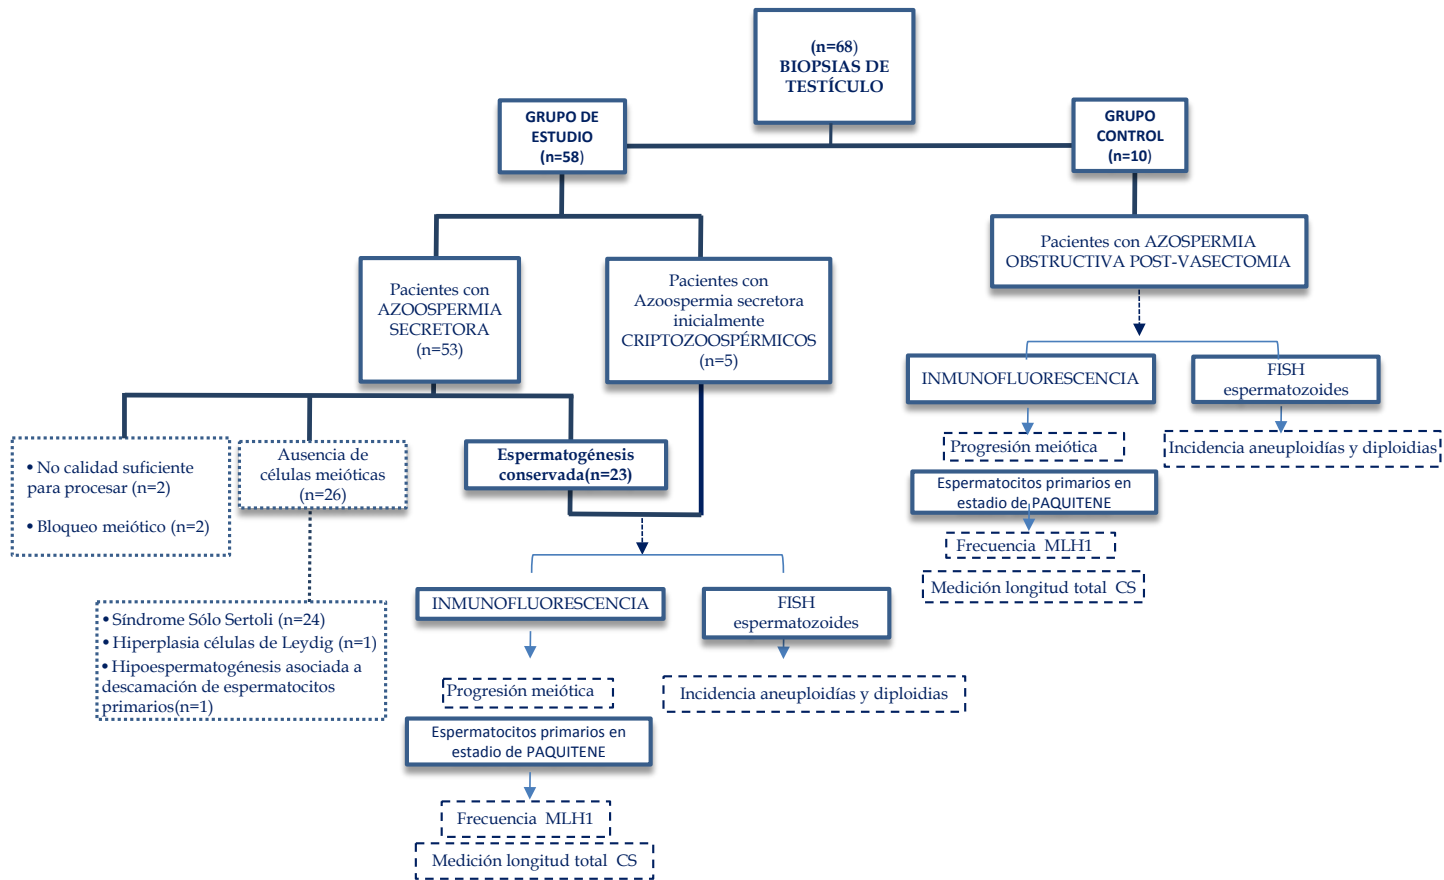 (n=68)
BIOPSIAS DE
TESTÍCULO
GRUPO DE
ESTUDIO
(n=58)
GRUPO
CONTROL
(n=10)
Pacientes con
AZOOSPERMIA
SECRETORA
(n=53)
Pacientes con
Azoospermia secretora
inicialmente
CRIPTOZOOSPÉRMICOS
(n=5)
Pacientes con AZOSPERMIA
OBSTRUCTIVA POST-VASECTOMIA
• No calidad suficiente
para procesar (n=2)
• Bloqueo meiótico (n=2)
Ausencia de
células meióticas
(n=26)
Espermatogénesis
conservada(n=23)
• Síndrome Sólo Sertoli (n=24)
• Hiperplasia células de Leydig (n=1)
• Hipoespermatogénesis asociada a
descamación de espermatocitos
primarios(n=1)
INMUNOFLUORESCENCIA
FISH
espermatozoides
Progresión meiótica
Incidencia aneuploidías y diploidias
Espermatocitos primarios en
estadio de PAQUITENE
Frecuencia MLH1
Medición longitud total CS
INMUNOFLUORESCENCIA
FISH
espermatozoides
Progresión meiótica
Incidencia aneuploidías y diploidias
Espermatocitos primarios en
estadio de PAQUITENE
Frecuencia MLH1
Medición longitud total CS